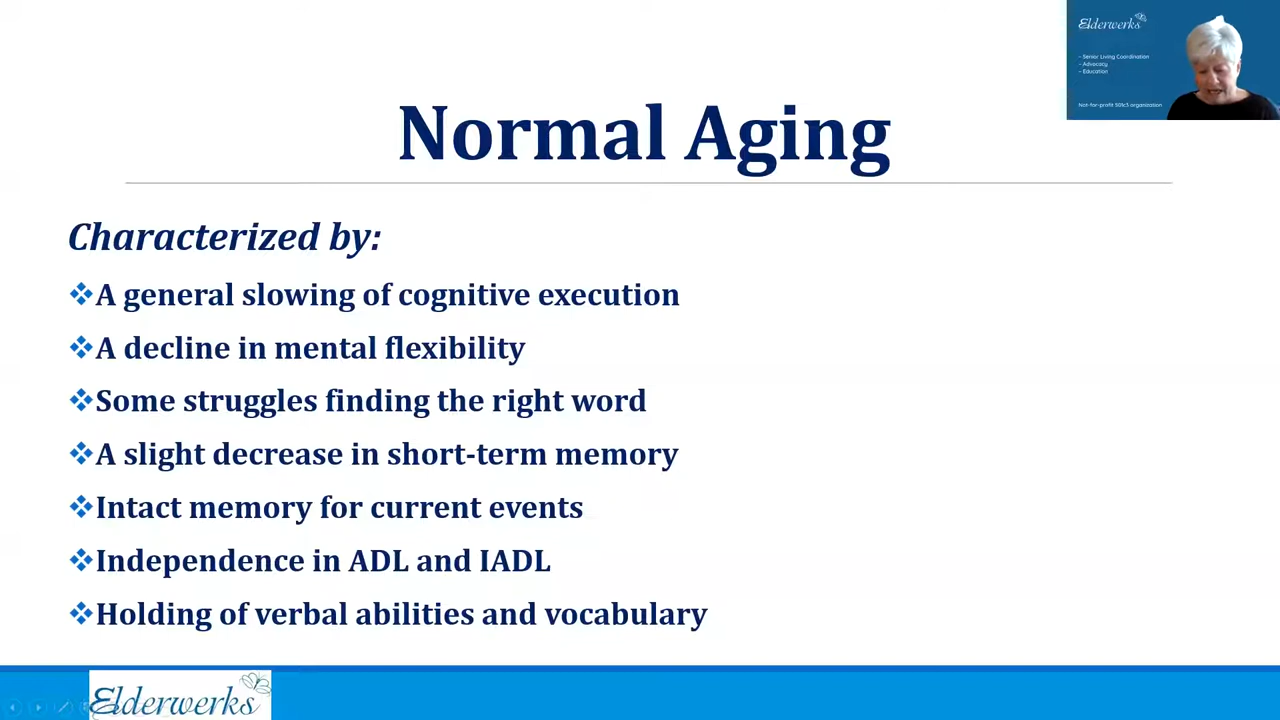 Elderwerks
– Senior Living Coordination
– Advocacy
– Education
Not-for-profit 501c3 organization
Normal Aging
Characterized by:
❖A general slowing of cognitive execution
❖A decline in mental flexibility
❖Some struggles finding the right word
❖A slight decrease in short-term memory
❖Intact memory for current events
❖Independence in ADL and IADL
❖Holding of verbal abilities and vocabulary
Elderwerks